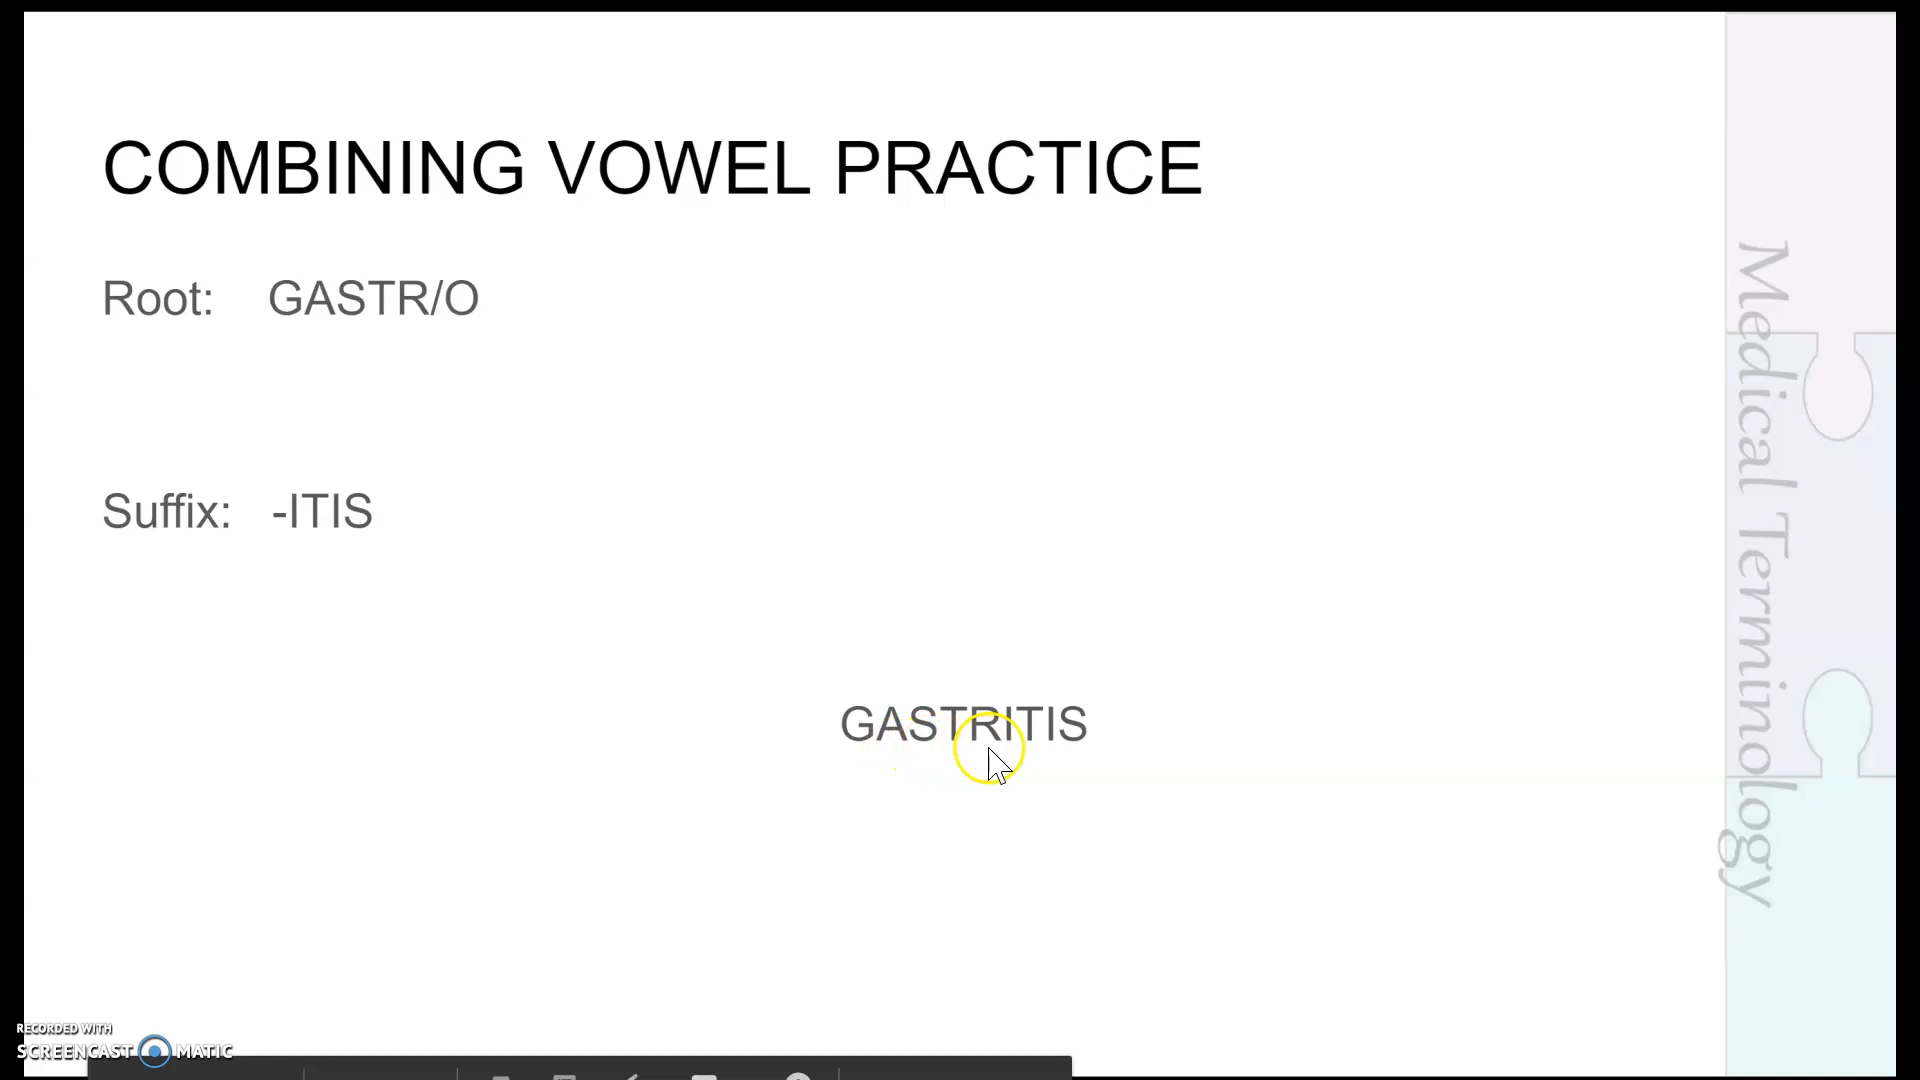 COMBINING VOWEL PRACTICE
Root: GASTR/O
Suffix: -ITIS
GASTRITIS
Medical Terminology
RECORDED WITH
SCREENCAST MATIC